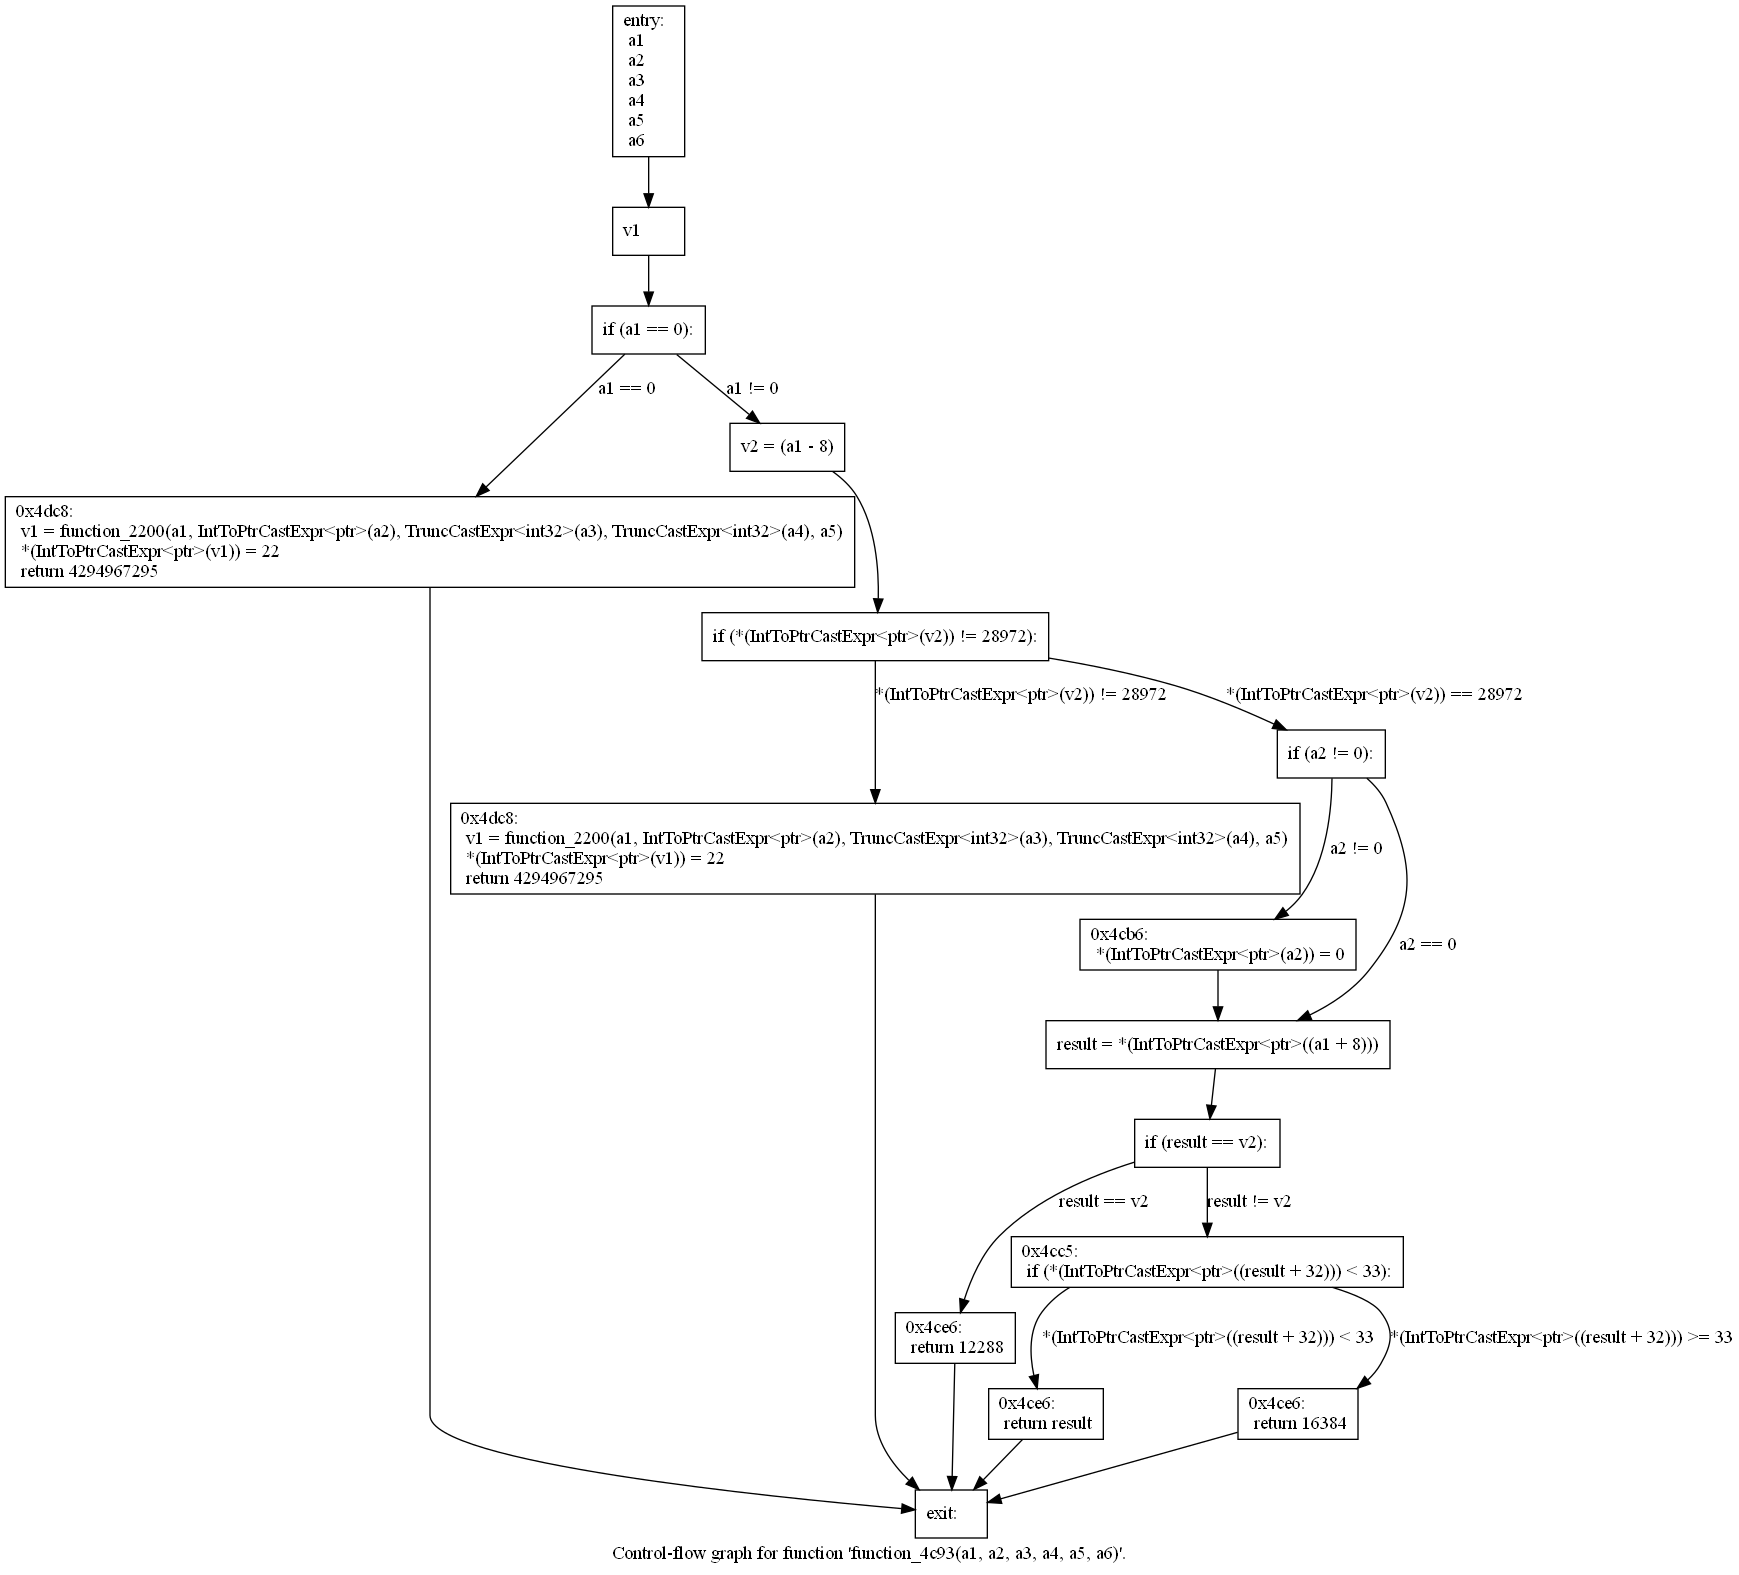 entry:
a1
a2
a3
a4
a5
a6
v1
if (a1 == 0):
a1 == 0
a1 != 0
v2 = (a1 - 8)
0x4dc8:
v1 = function_2200(a1, IntToPtrCastExpr<ptr>(a2), TruncCastExpr<int32>(a3), TruncCastExpr<int32>(a4), a5)
*(IntToPtrCastExpr<ptr>(v1)) = 22
return 4294967295
if (*(IntToPtrCastExpr<ptr>(v2)) != 28972):
*(IntToPtrCastExpr<ptr>(v2)) != 28972
*(IntToPtrCastExpr<ptr>(v2)) == 28972
if (a2 != 0):
0x4dc8:
v1 = function_2200(a1, IntToPtrCastExpr<ptr>(a2), TruncCastExpr<int32>(a3), TruncCastExpr<int32>(a4), a5)
*(IntToPtrCastExpr<ptr>(v1)) = 22
return 4294967295
a2 != 0
a2 == 0
0x4cb6:
*(IntToPtrCastExpr<ptr>(a2)) = 0
result = *(IntToPtrCastExpr<ptr>((a1 + 8)))
if (result == v2):
result == v2
result != v2
0x4cc5:
if (*(IntToPtrCastExpr<ptr>((result + 32))) < 33):
0x4ce6:
return 12288
*(IntToPtrCastExpr<ptr>((result + 32))) < 33
*(IntToPtrCastExpr<ptr>((result + 32))) >= 33
0x4ce6:
return result
0x4ce6:
return 16384
exit:
Control-flow graph for function 'function_4c93(a1, a2, a3, a4, a5, a6)'.